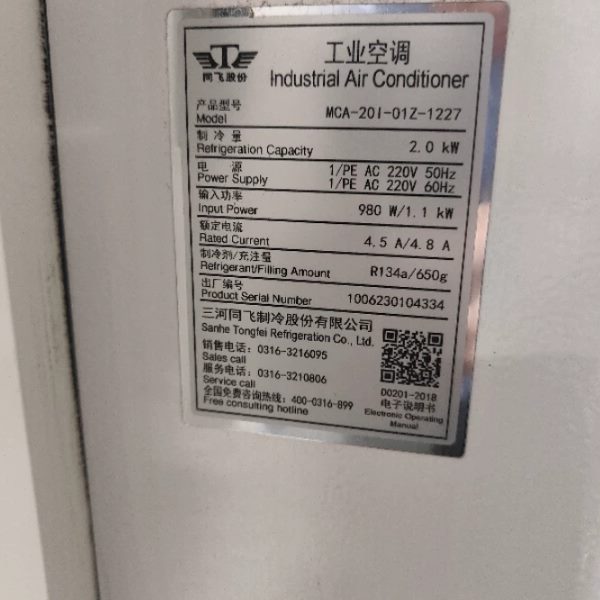 工业空调
同飞股份
Industrial Air Conditioner
产品型号
Model
MCA-20I-01Z-1227
制冷量
Refrigeration Capacity
2.0 kW
电源
Power Supply
1/PE AC 220V 50Hz
1/PE AC 220V 60Hz
输入功率
Input Power
980 W/1.1 kW
额定电流
Rated Current
4.5 A/4.8 A
制冷剂/充注量
Refrigerant/Filling Amount
R134a/650g
出厂编号
Product Serial Number
1006230104334
三河同飞制冷股份有限公司
Sanhe Tongfei Refrigeration Co., Ltd.
销售电话：0316-3216095
Sales call
服务电话：0316-3210806
Service call
全国免费咨询热线：400-0316-899
Free consulting hotline
D0201-2018
电子说明书
Electronic Operating
Manual